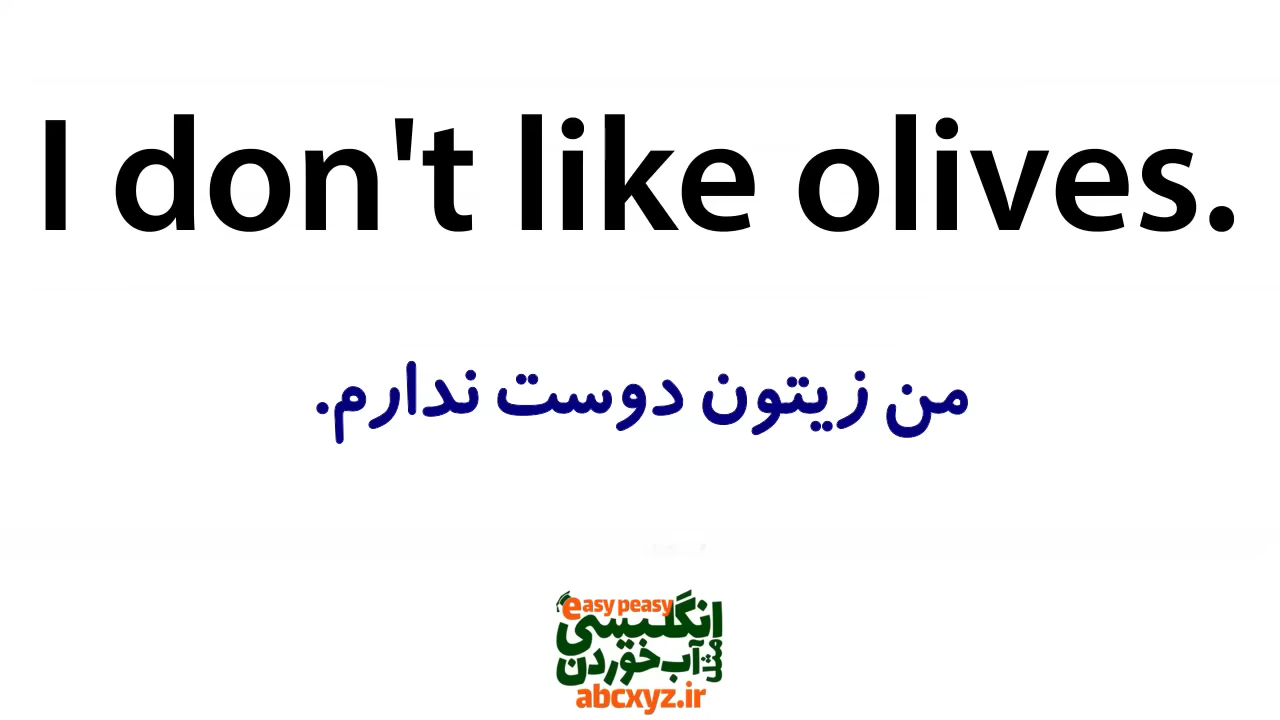 I don't like olives.
من زیتون دوست ندارم.
easy peasy
انگلیسی
مثل آب خوردن
abcxyz.ir